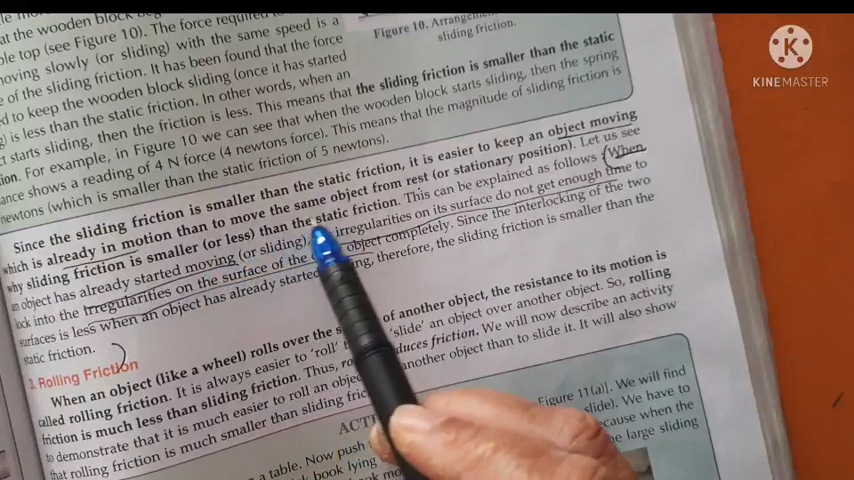 at the wooden block
ble top (see Figure 10). The force required
moving slowly (or sliding) with the same speed is a
e of the sliding friction. It has been found that the force
d to keep the wooden block sliding (once it has started
g) is less than the static friction. In other words, when an
ct starts sliding, then the friction is less. This means that the sliding friction is smaller than the static
ion. For example, in Figure 10 we can see that when the wooden block starts sliding, then the spring
ance shows a reading of 4 N force (4 newtons force). This means that the magnitude of sliding friction is
newtons (which is smaller than the static friction of 5 newtons).
Figure 10. Arrangem
sliding friction.
KINEMASTER
Since the sliding friction is smaller than the static friction, it is easier to keep an object moving
which is already in motion than to move the same object from rest (or stationary position). Let us see
why sliding friction is smaller (or less) than the static friction. This can be explained as follows : When
an object has already started moving (or sliding), irregularities on its surface do not get enough time to
lock into the irregularities on the surface of the object completely. Since the interlocking of the two
surfaces is less when an object has already started therefore, the sliding friction is smaller than the
static friction.
3. Rolling Friction
When an object (like a wheel) rolls over the of another object, the resistance to its motion is
called rolling friction. It is always easier to 'roll' 'slide' an object over another object. So, rolling
friction is much less than sliding friction. Thus, friction. We will now describe an activity
to demonstrate that it is much easier to roll an another object than to slide it. It will also show
that rolling friction is much smaller than sliding
ACTI
Figure 11(a)]. We will find
n a table. Now push slide). We have to
book lying because when the
large sliding